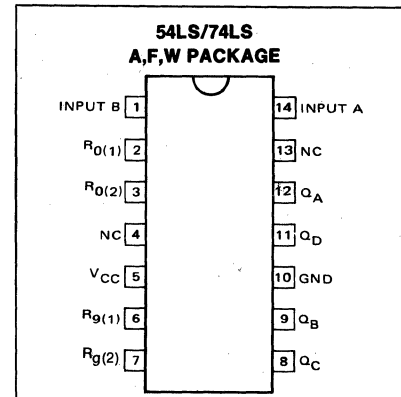 54LS/74LS
A,F,W PACKAGE
INPUT B 1 14 INPUT A
R0(1) 2 13 NC
R0(2) 3 12 QA
NC 4 11 QD
VCC 5 10 GND
R9(1) 6 9 QB
Rg(2) 7 8 QC